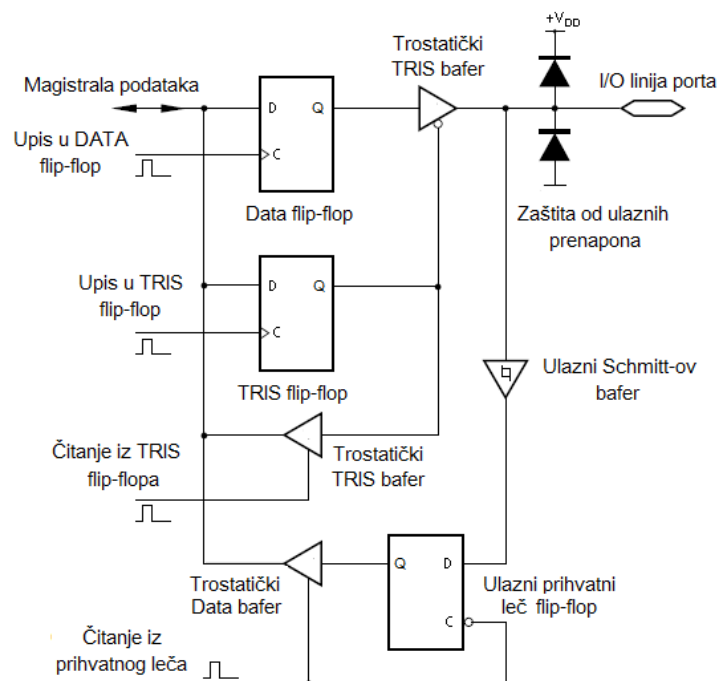 +VDD
Trostatički
TRIS bafer
Magistrala podataka
I/O linija porta
D Q
Upis u DATA
flip-flop
C
Data flip-flop
Zaštita od ulaznih
prenapona
Upis u TRIS
flip-flop
D Q
C
TRIS flip-flop
Ulazni Schmitt-ov
bafer
Čitanje iz TRIS
flip-flopa
Trostatički
TRIS bafer
Q D
Trostatički
Data bafer
Ulazni prihvatni
leč flip-flop
C
Čitanje iz
prihvatnog leča